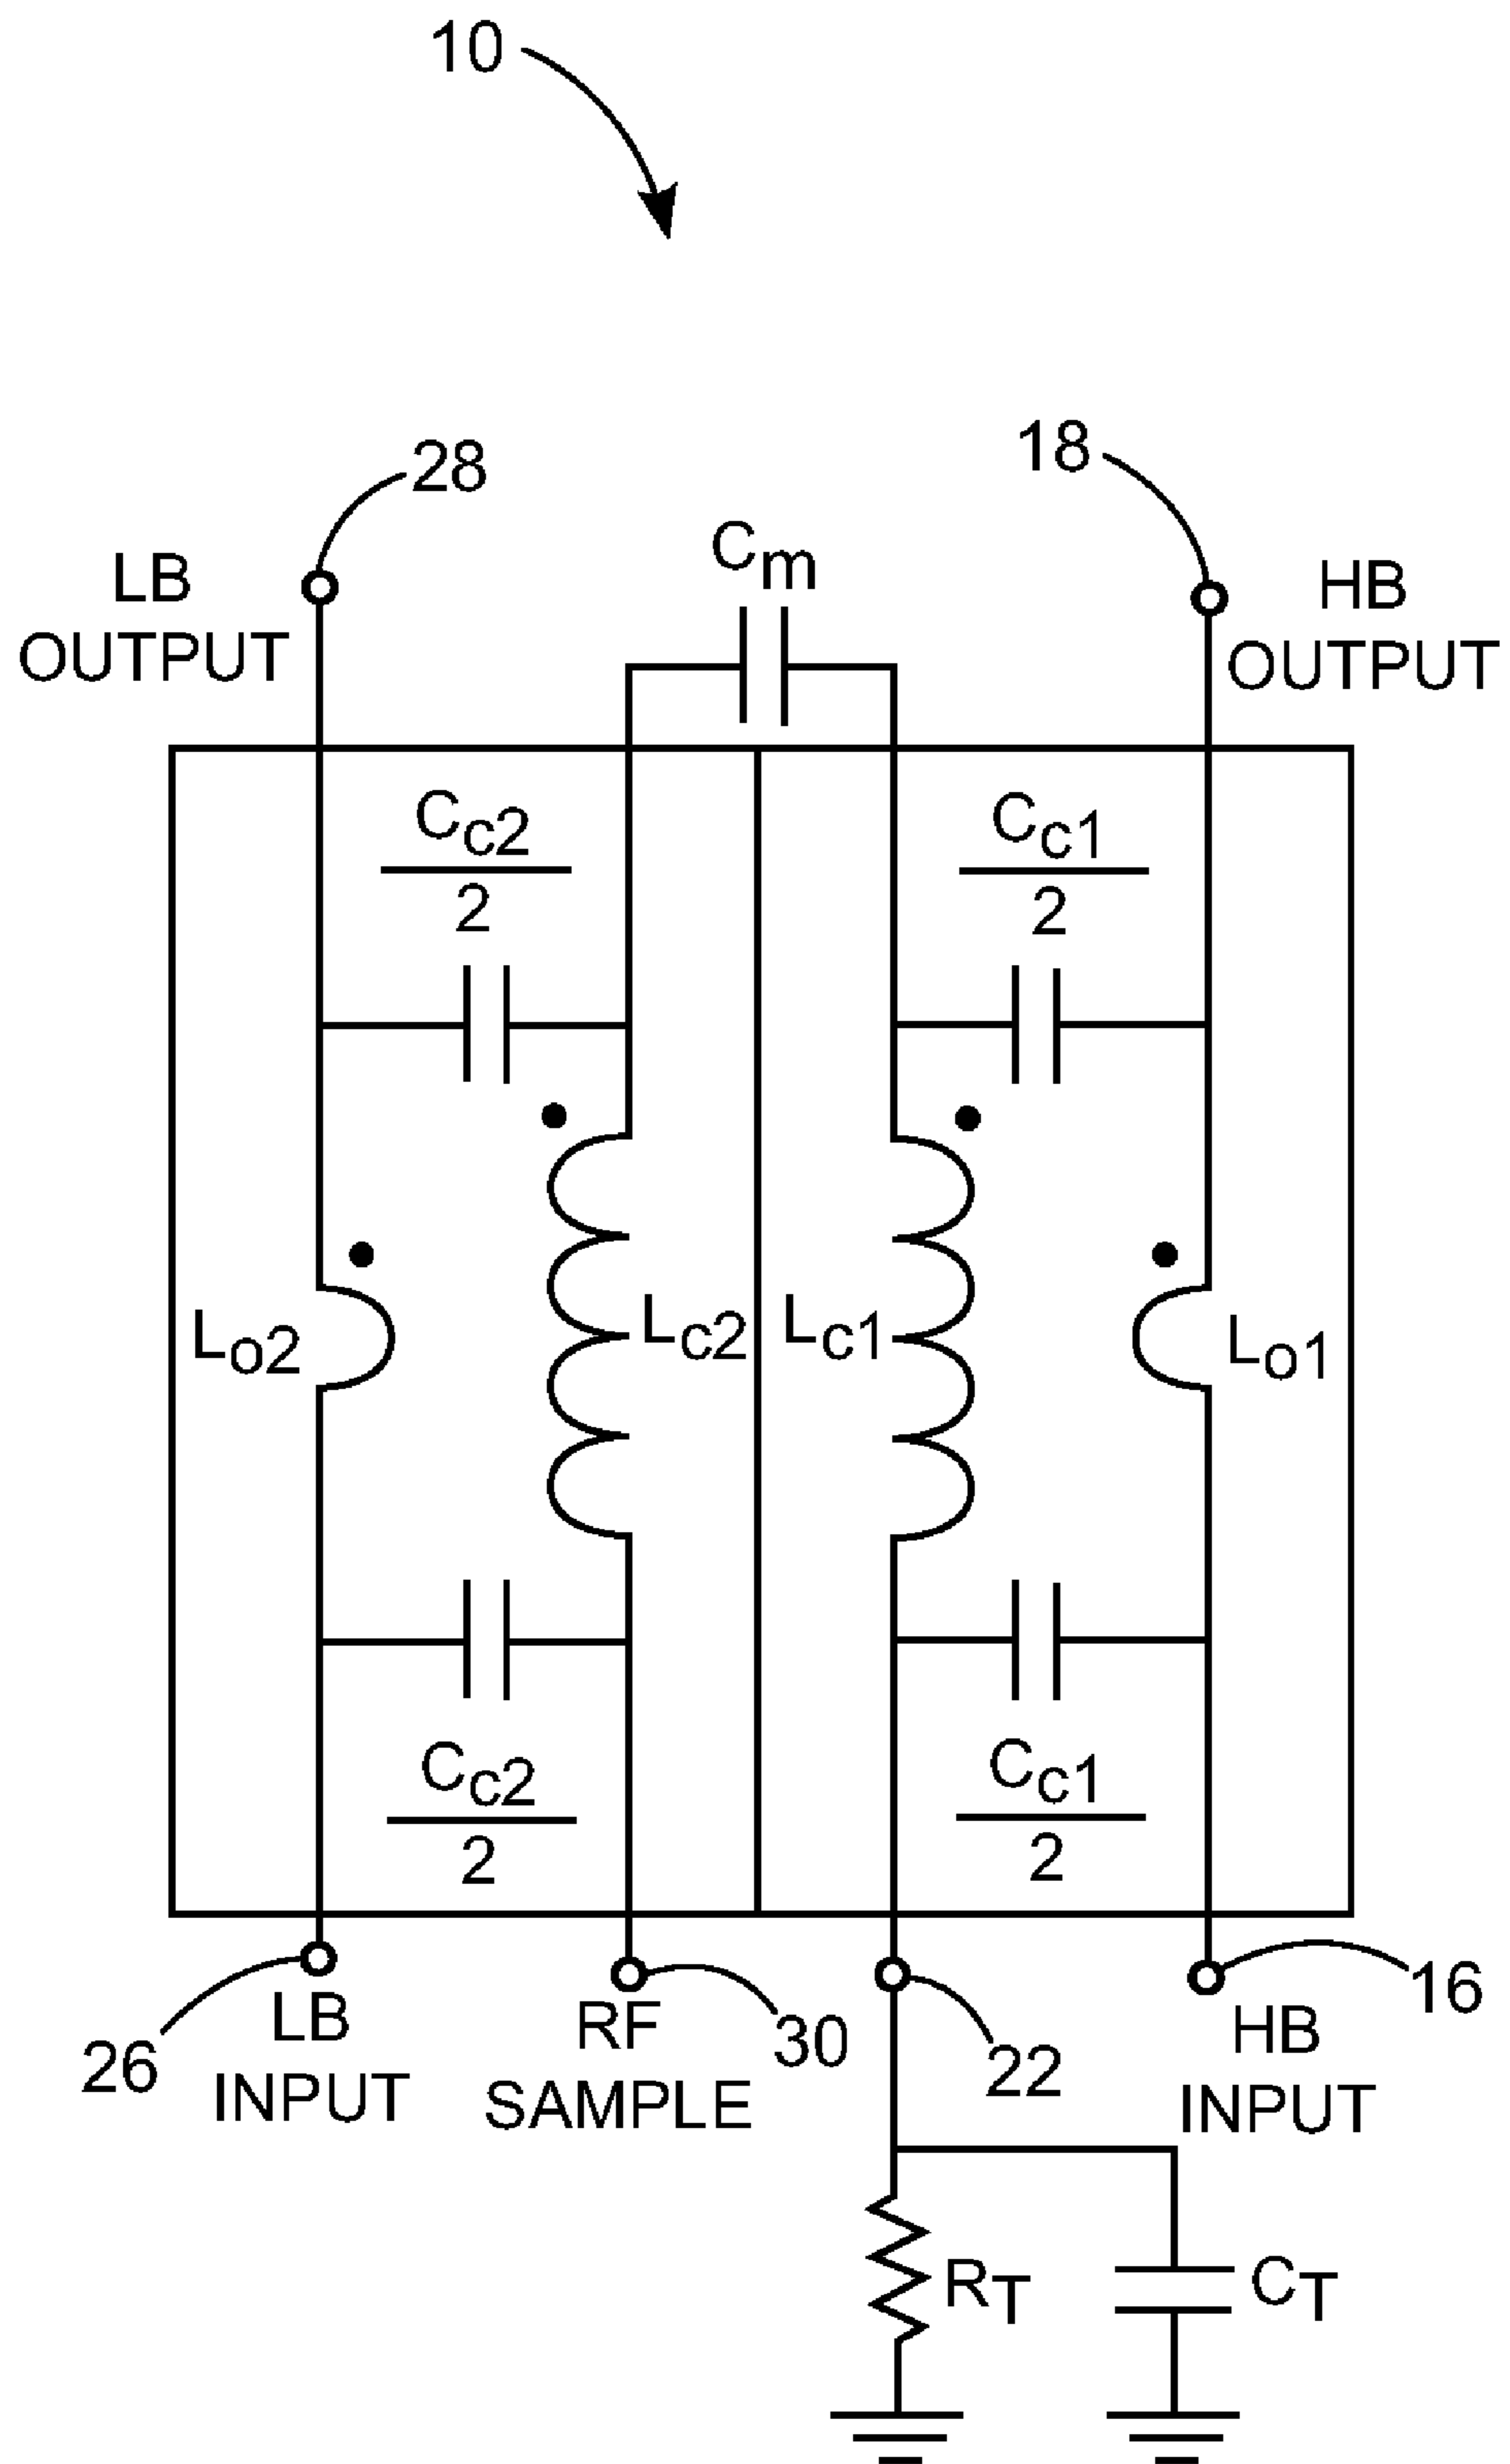 10
28
18
Cm
LB
OUTPUT
HB
OUTPUT
Cc2
2
Cc1
2
Lo2
Lc2
Lc1
Lo1
Cc2
2
Cc1
2
26
LB
INPUT
RF
SAMPLE
30
22
HB
INPUT
16
RT
CT